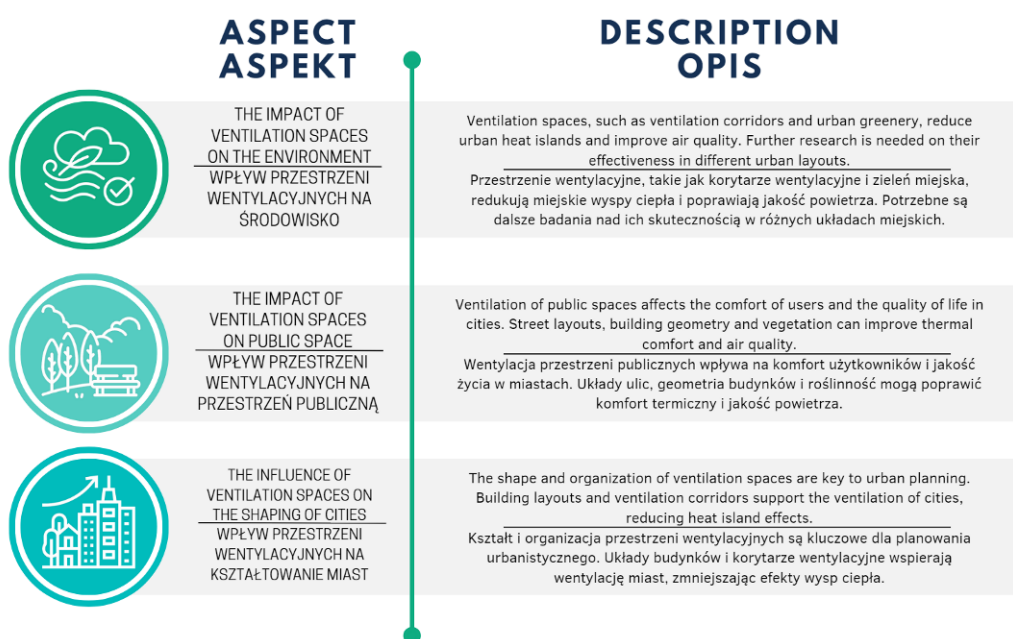 ASPECT
ASPEKT
DESCRIPTION
OPIS
THE IMPACT OF
VENTILATION SPACES
ON THE ENVIRONMENT
WPŁYW PRZESTRZENI
WENTYLACYJNYCH NA
ŚRODOWISKO
Ventilation spaces, such as ventilation corridors and urban greenery, reduce
urban heat islands and improve air quality. Further research is needed on their
effectiveness in different urban layouts.
Przestrzenie wentylacyjne, takie jak korytarze wentylacyjne i zieleń miejska,
redukują miejskie wyspy ciepła i poprawiają jakość powietrza. Potrzebne są
dalsze badania nad ich skutecznością w różnych układach miejskich.
THE IMPACT OF
VENTILATION SPACES
ON PUBLIC SPACE
WPŁYW PRZESTRZENI
WENTYLACYJNYCH NA
PRZESTRZEŃ PUBLICZNĄ
Ventilation of public spaces affects the comfort of users and the quality of life in
cities. Street layouts, building geometry and vegetation can improve thermal
comfort and air quality.
Wentylacja przestrzeni publicznych wpływa na komfort użytkowników i jakość
życia w miastach. Układy ulic, geometria budynków i roślinność mogą poprawić
komfort termiczny i jakość powietrza.
THE INFLUENCE OF
VENTILATION SPACES ON
THE SHAPING OF CITIES
WPŁYW PRZESTRZENI
WENTYLACYJNYCH NA
KSZTAŁTOWANIE MIAST
The shape and organization of ventilation spaces are key to urban planning.
Building layouts and ventilation corridors support the ventilation of cities,
reducing heat island effects.
Kształt i organizacja przestrzeni wentylacyjnych są kluczowe dla planowania
urbanistycznego. Układy budynków i korytarze wentylacyjne wspierają
wentylację miast, zmniejszając efekty wysp ciepła.